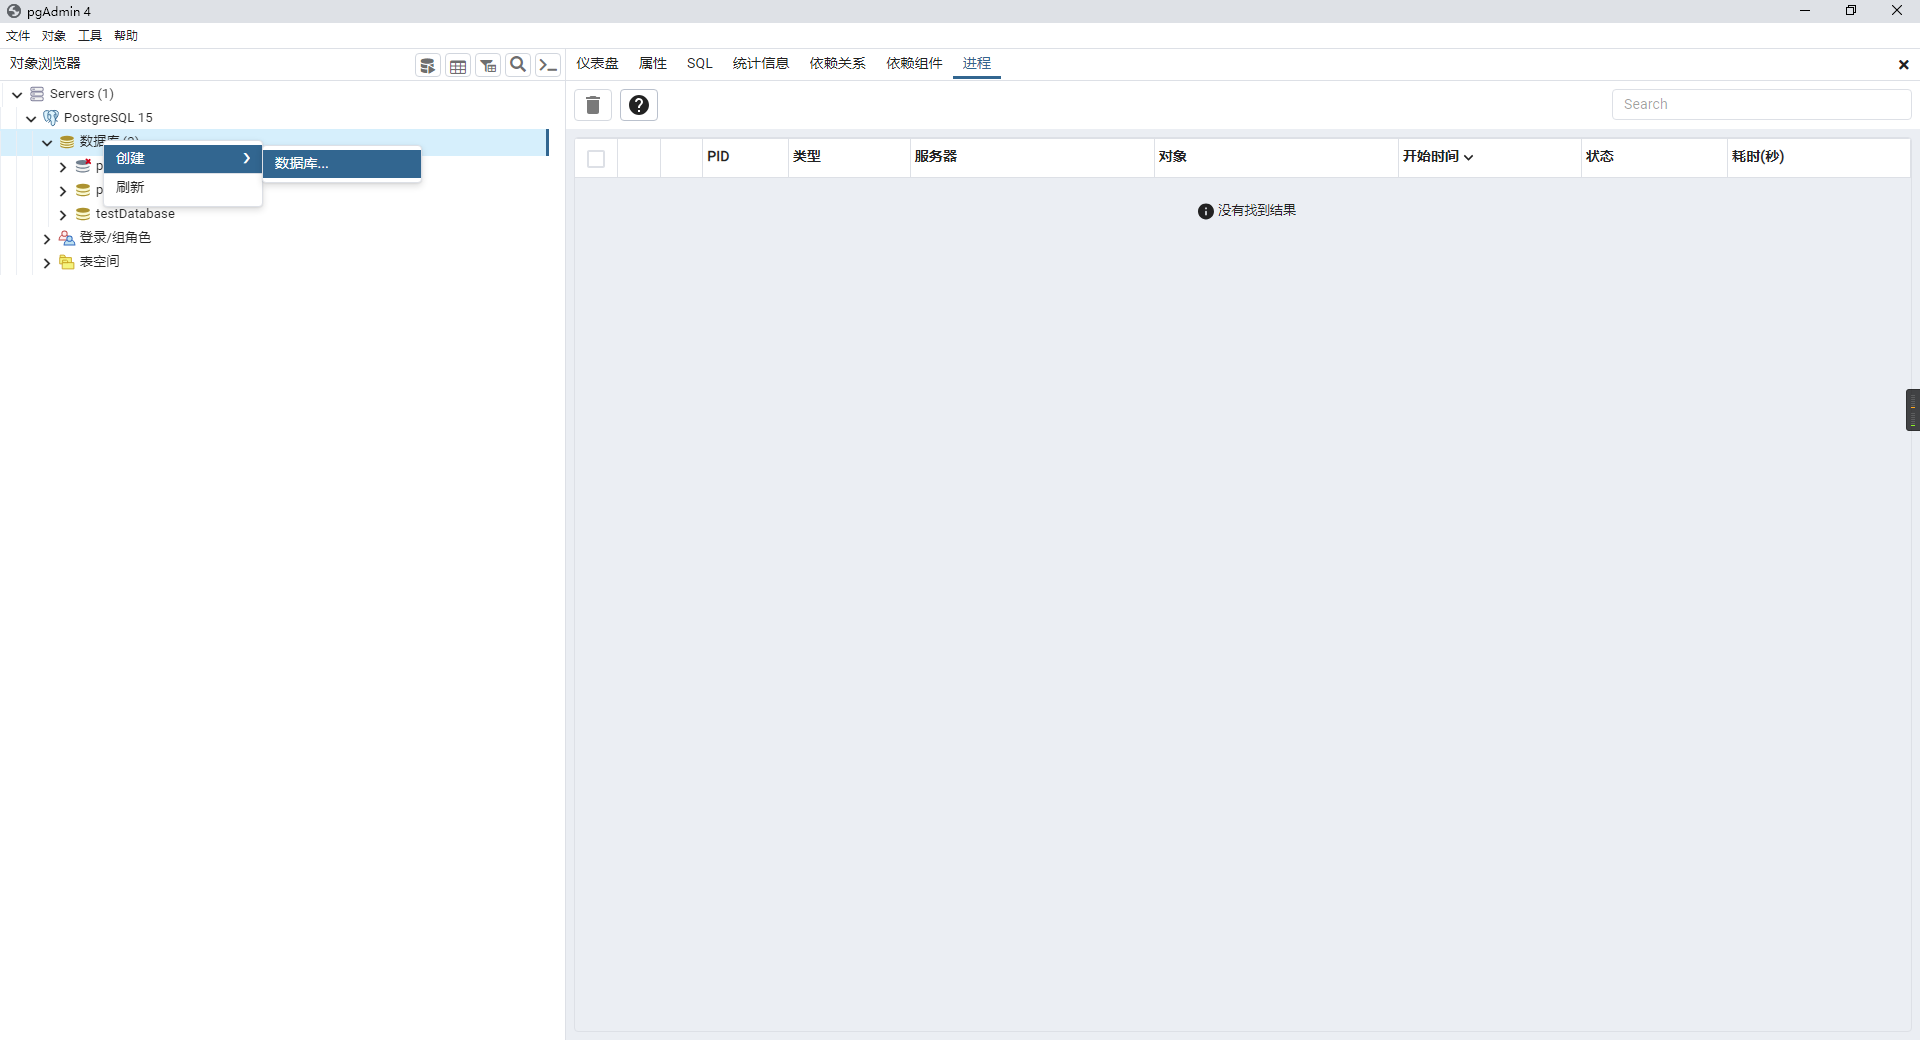 pgAdmin 4
文件 对象 工具 帮助
对象浏览器
仪表盘 属性 SQL 统计信息 依赖关系 依赖组件 进程
Servers (1)
PostgreSQL 15
数据库
创建
数据库...
p
刷新
p
testDatabase
登录/组角色
表空间
Search
PID 类型 服务器 对象 开始时间 状态 耗时(秒)
没有找到结果